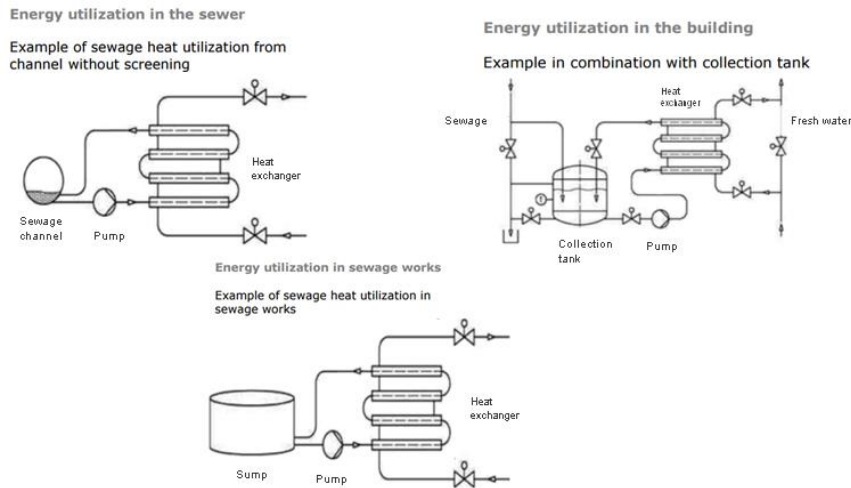 Energy utilization in the sewer
Example of sewage heat utilization from
channel without screening
Heat
exchanger
Sewage
channel
Pump
Energy utilization in the building
Example in combination with collection tank
Heat
exchanger
Sewage
Fresh water
Collection
tank
Pump
Energy utilization in sewage works
Example of sewage heat utilization in
sewage works
Heat
exchanger
Sump
Pump